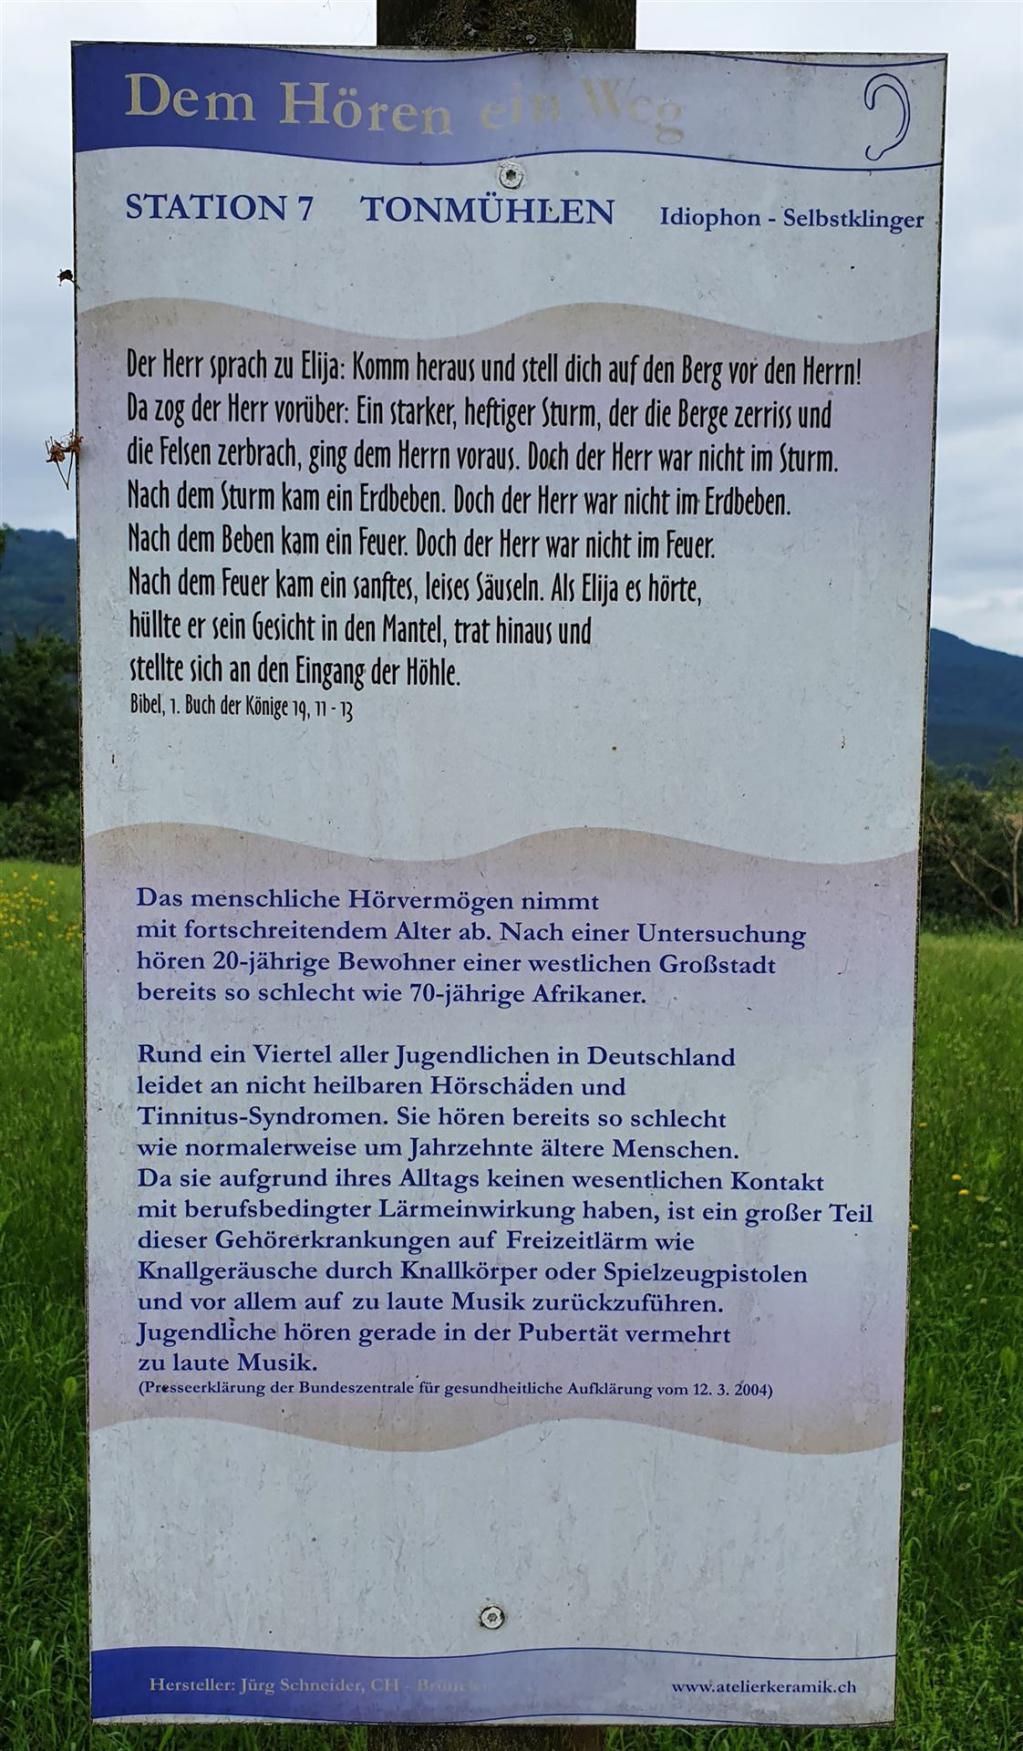 Dem Hören ein Weg
STATION 7 TONMÜHLEN Idiophon - Selbstklinger
Der Herr sprach zu Elija: Komm heraus und stell dich auf den Berg vor den Herrn!
Da zog der Herr vorüber: Ein starker, heftiger Sturm, der die Berge zerriss und
die Felsen zerbrach, ging dem Herrn voraus. Doch der Herr war nicht im Sturm.
Nach dem Sturm kam ein Erdbeben. Doch der Herr war nicht im Erdbeben.
Nach dem Beben kam ein Feuer. Doch der Herr war nicht im Feuer.
Nach dem Feuer kam ein sanftes, leises Säuseln. Als Elija es hörte,
hüllte er sein Gesicht in den Mantel, trat hinaus und
stellte sich an den Eingang der Höhle.
Bibel, 1. Buch der Könige 19, 11 - 13
Das menschliche Hörvermögen nimmt
mit fortschreitendem Alter ab. Nach einer Untersuchung
hören 20-jährige Bewohner einer westlichen Großstadt
bereits so schlecht wie 70-jährige Afrikaner.
Rund ein Viertel aller Jugendlichen in Deutschland
leidet an nicht heilbaren Hörschäden und
Tinnitus-Syndromen. Sie hören bereits so schlecht
wie normalerweise um Jahrzehnte ältere Menschen.
Da sie aufgrund ihres Alltags keinen wesentlichen Kontakt
mit berufsbedingter Lärmeinwirkung haben, ist ein großer Teil
dieser Gehörerkrankungen auf Freizeitlärm wie
Knallgeräusche durch Knallkörper oder Spielzeugpistolen
und vor allem auf zu laute Musik zurückzuführen.
Jugendliche hören gerade in der Pubertät vermehrt
zu laute Musik.
(Presseerklärung der Bundeszentrale für gesundheitliche Aufklärung vom 12. 3. 2004)
Hersteller: Jürg Schneider, CH - www.atelierkeramik.ch